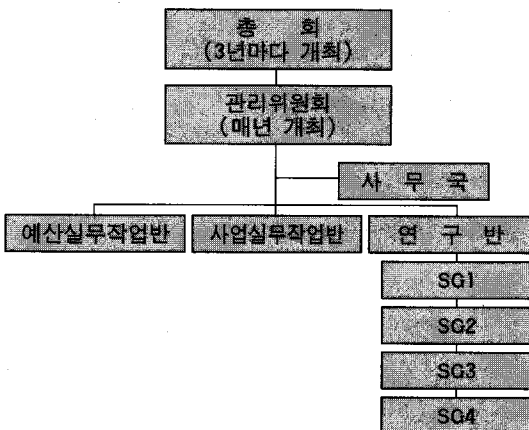 총 회
(3년마다 개최)
관리위원회
(매년 개최)
사 무 국
예산실무작업반 사업실무작업반 연 구 반
SG1
SG2
SG3
SG4